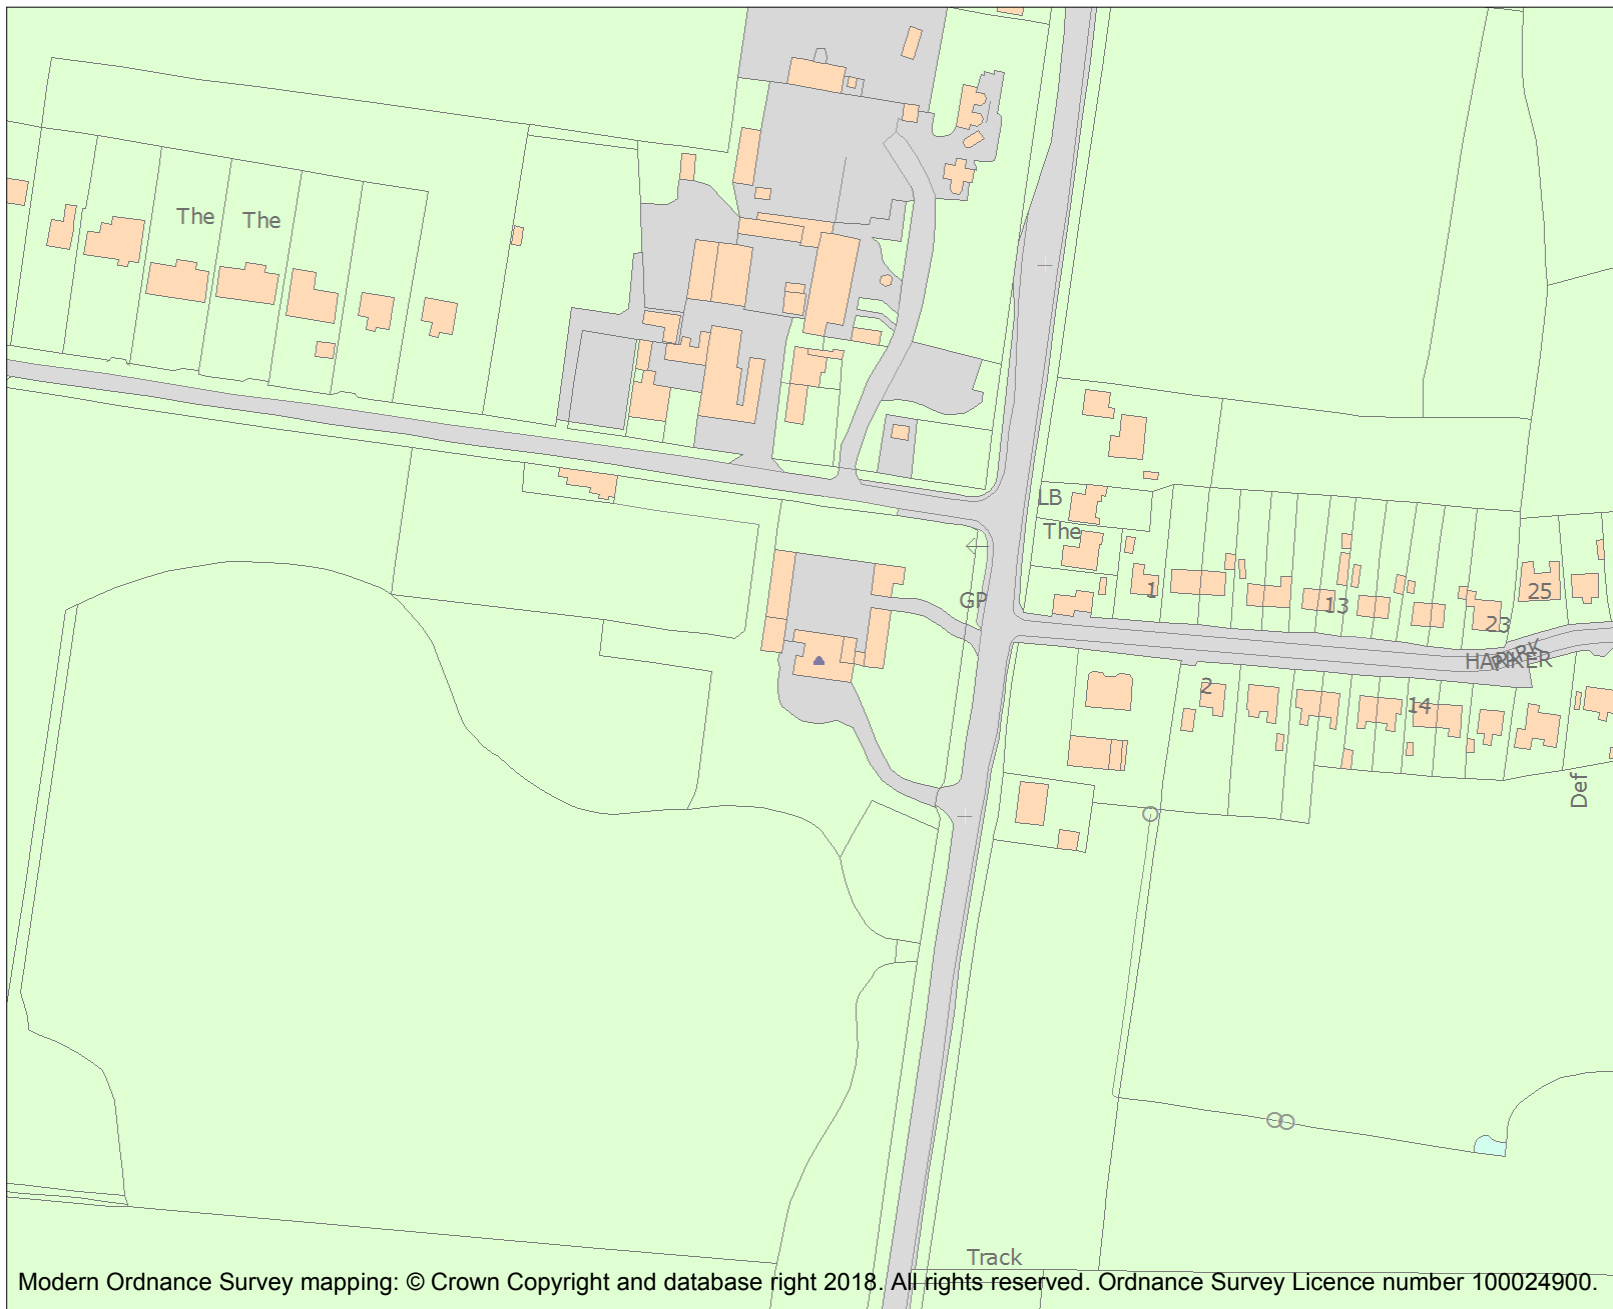 The
The
LB
The
1
13
25
GP
23
PARK
HARKER
2
14
Def
Track
Modern Ordnance Survey mapping: © Crown Copyright and database right 2018. All rights reserved. Ordnance Survey Licence number 100024900.